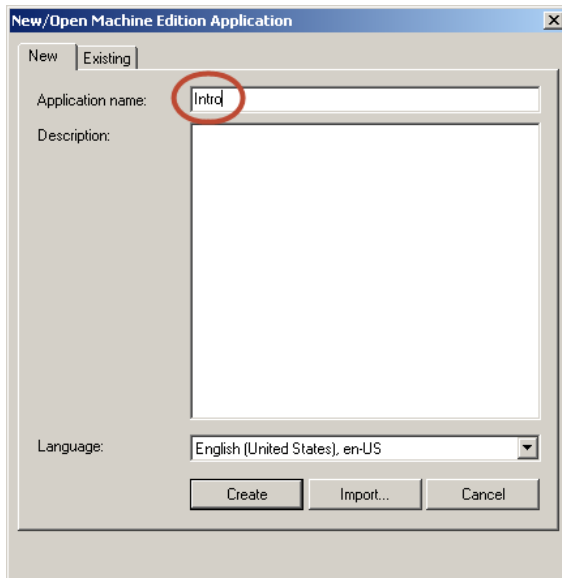 New/Open Machine Edition Application
New Existing
Application name: Intro
Description:
Language: English (United States), en-US
Create Import... Cancel